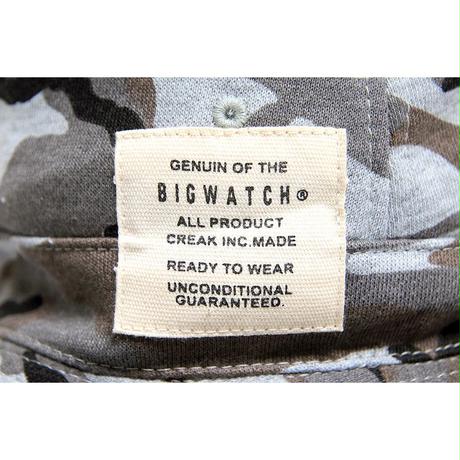 GENUIN OF THE
BIGWATCH®
ALL PRODUCT
CREAK INC.MADE
READY TO WEAR
UNCONDITIONAL
GUARANTEED.